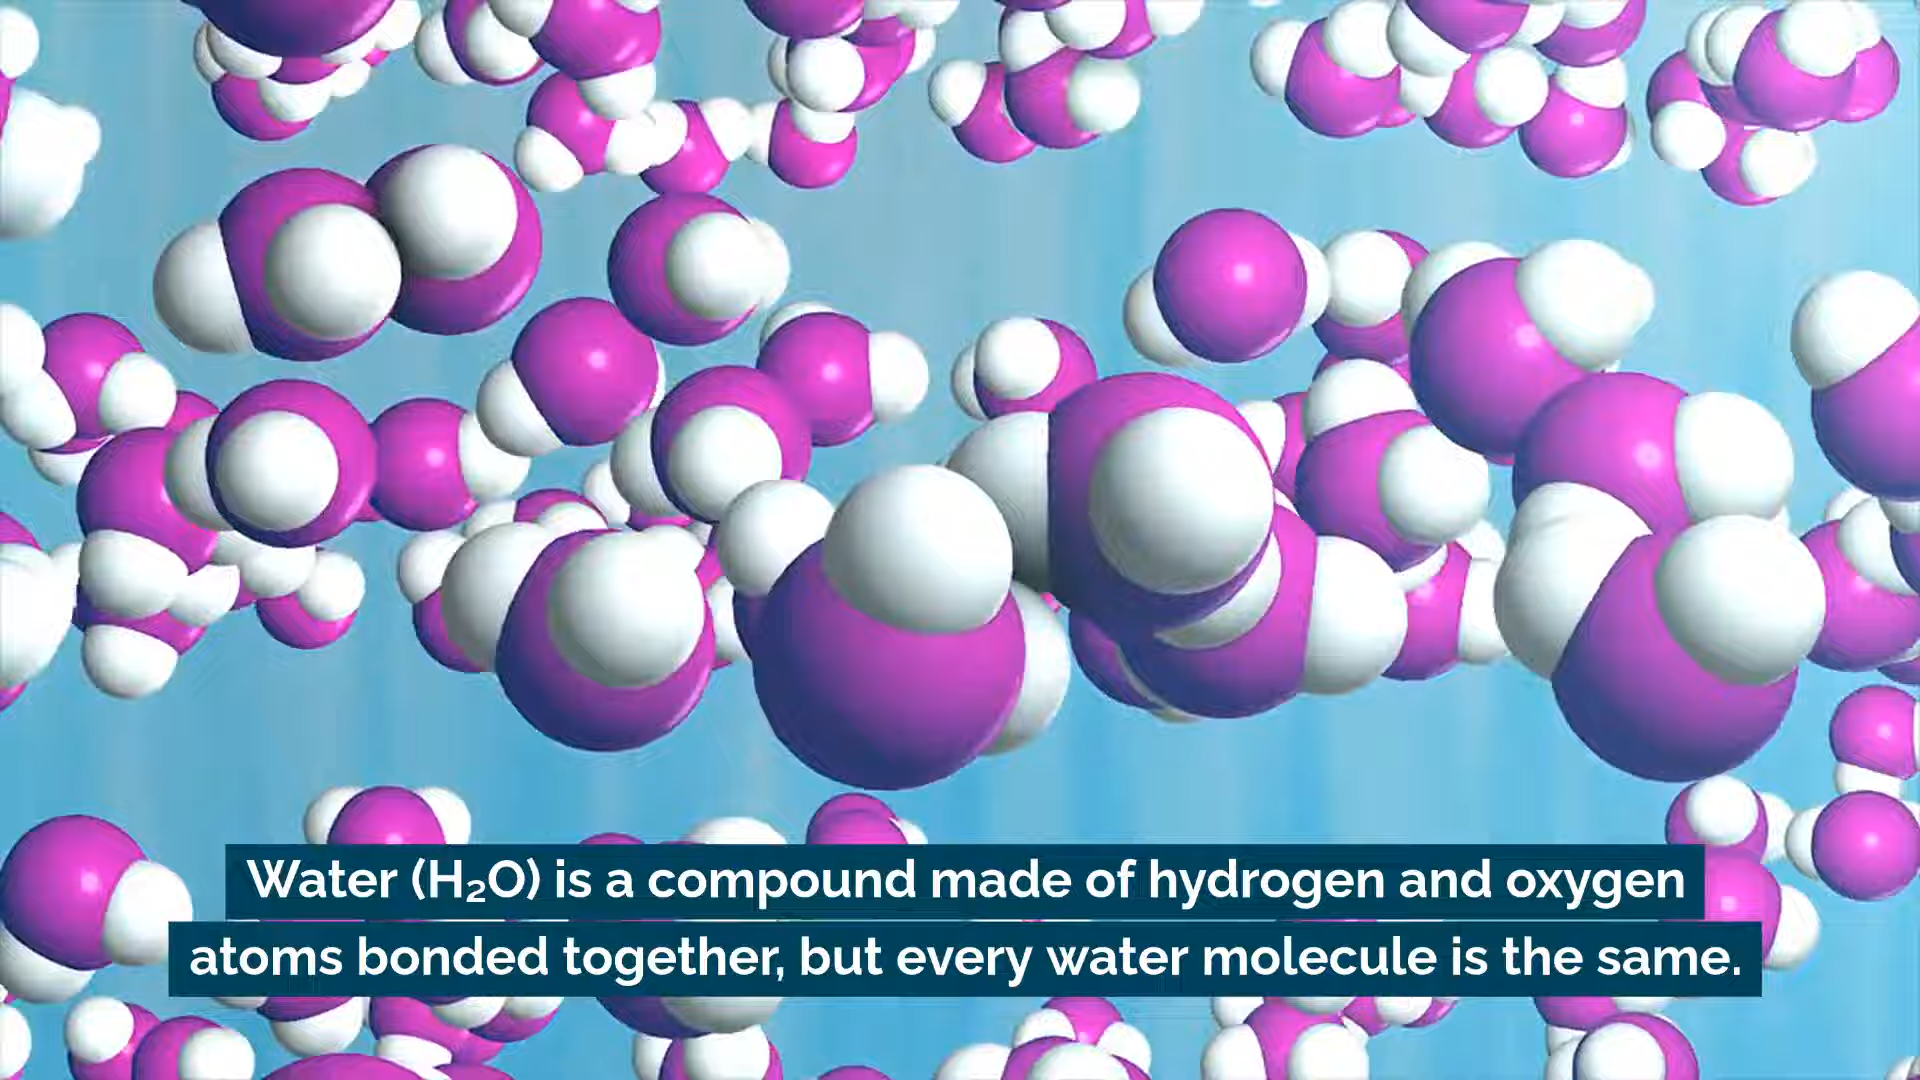 Water (H₂O) is a compound made of hydrogen and oxygen
atoms bonded together, but every water molecule is the same.